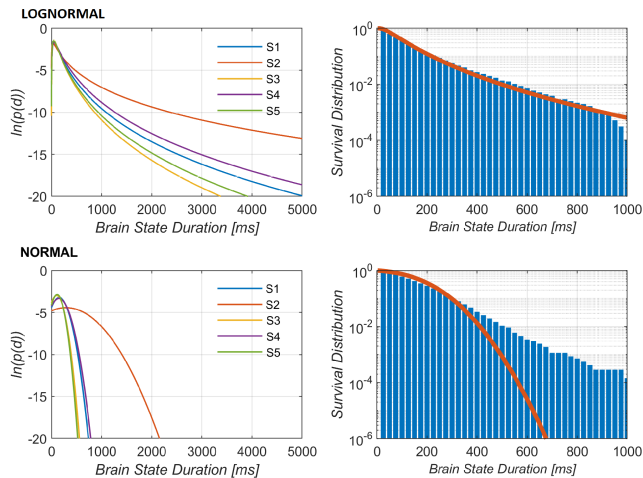 LOGNORMAL
ln(p(d))
0
-5
-10
-15
-20
S1
S2
S3
S4
S5
0 1000 2000 3000 4000 5000
Brain State Duration [ms]
Survival Distribution
10^0
10^-2
10^-4
10^-6
0 200 400 600 800 1000
Brain State Duration [ms]
NORMAL
ln(p(d))
0
-5
-10
-15
-20
S1
S2
S3
S4
S5
0 1000 2000 3000 4000 5000
Brain State Duration [ms]
Survival Distribution
10^0
10^-2
10^-4
10^-6
0 200 400 600 800 1000
Brain State Duration [ms]